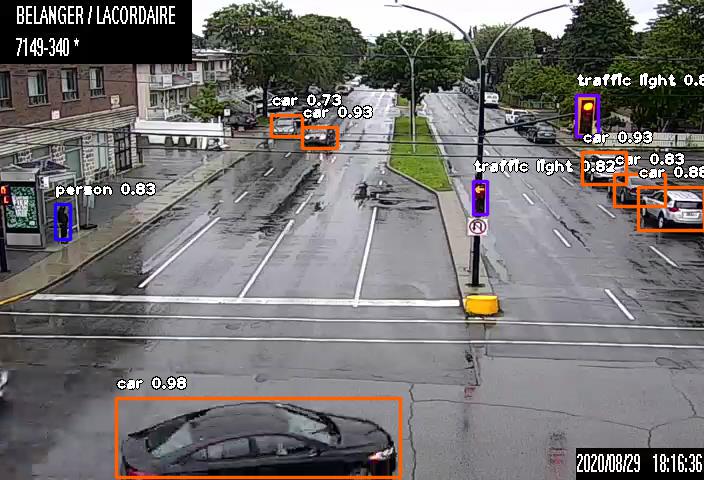 BELANGER / LACORDAIRE
7149-340 *
traffic light 0.8
car 0.73
car 0.93
car 0.93
car 0.83
traffic light 0.82
car 0.88
person 0.83
car 0.98
2020/08/29 18:16:36